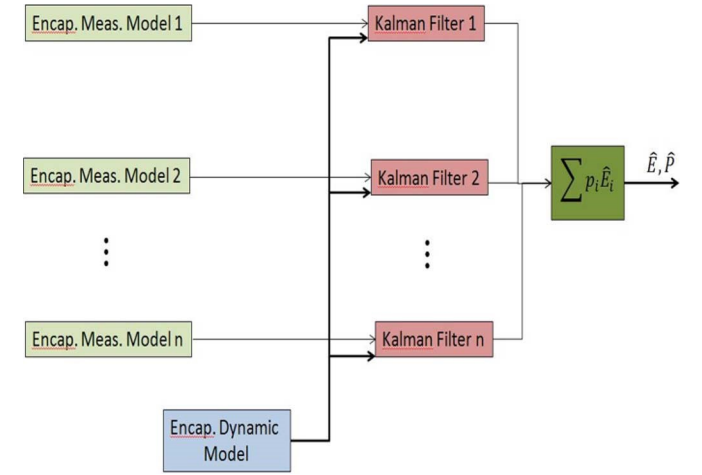 Encap. Meas. Model 1
Kalman Filter 1
Encap. Meas. Model 2
Kalman Filter 2
∑ pᵢÊᵢ
Ê, P̂
⋮
⋮
Encap. Meas. Model n
Kalman Filter n
Encap. Dynamic
Model